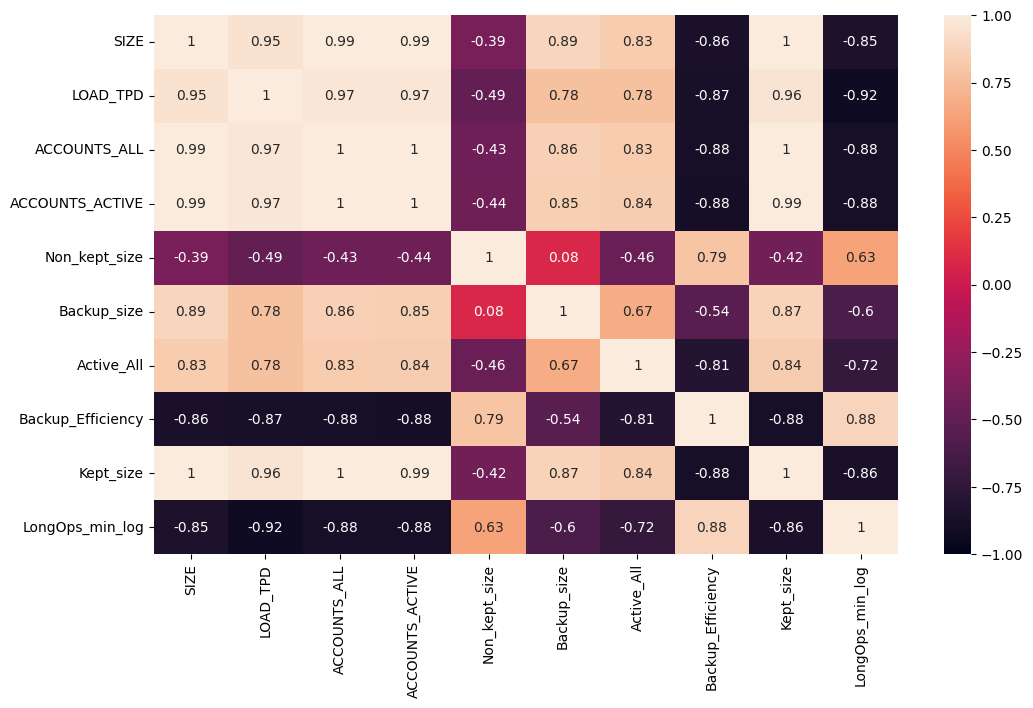 SIZE 1 0.95 0.99 0.99 -0.39 0.89 0.83 -0.86 1 -0.85
LOAD_TPD 0.95 1 0.97 0.97 -0.49 0.78 0.78 -0.87 0.96 -0.92
ACCOUNTS_ALL 0.99 0.97 1 1 -0.43 0.86 0.83 -0.88 1 -0.88
ACCOUNTS_ACTIVE 0.99 0.97 1 1 -0.44 0.85 0.84 -0.88 0.99 -0.88
Non_kept_size -0.39 -0.49 -0.43 -0.44 1 0.08 -0.46 0.79 -0.42 0.63
Backup_size 0.89 0.78 0.86 0.85 0.08 1 0.67 -0.54 0.87 -0.6
Active_All 0.83 0.78 0.83 0.84 -0.46 0.67 1 -0.81 0.84 -0.72
Backup_Efficiency -0.86 -0.87 -0.88 -0.88 0.79 -0.54 -0.81 1 -0.88 0.88
Kept_size 1 0.96 1 0.99 -0.42 0.87 0.84 -0.88 1 -0.86
LongOps_min_log -0.85 -0.92 -0.88 -0.88 0.63 -0.6 -0.72 0.88 -0.86 1
SIZE
LOAD_TPD
ACCOUNTS_ALL
ACCOUNTS_ACTIVE
Non_kept_size
Backup_size
Active_All
Backup_Efficiency
Kept_size
LongOps_min_log
1.00
0.75
0.50
0.25
0.00
−0.25
−0.50
−0.75
−1.00